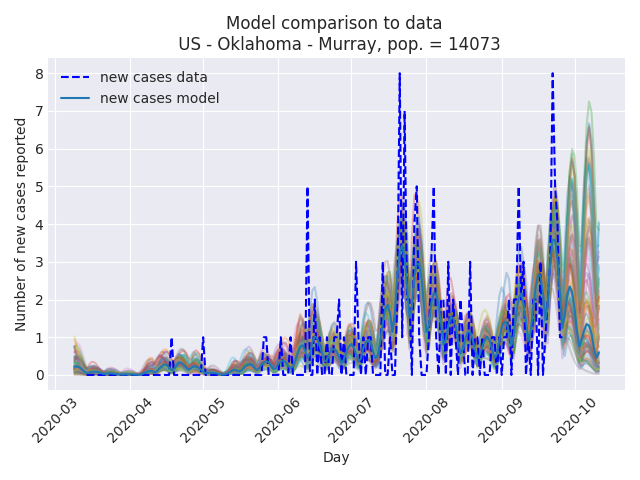 Model comparison to data
US - Oklahoma - Murray, pop. = 14073
new cases data
new cases model
Number of new cases reported
8
7
6
5
4
3
2
1
0
2020-03
2020-04
2020-05
2020-06
2020-07
2020-08
2020-09
2020-10
Day